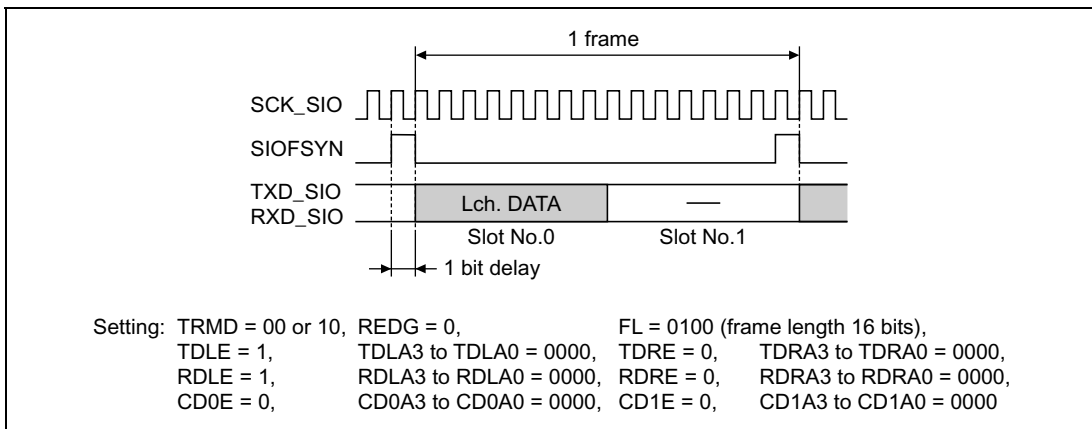 1 frame
SCK_SIO
SIOFSYN
TXD_SIO
RXD_SIO
Lch. DATA
—
Slot No.0 Slot No.1
1 bit delay
Setting: TRMD = 00 or 10, REDG = 0, FL = 0100 (frame length 16 bits),
TDLE = 1, TDLA3 to TDLA0 = 0000, TDRE = 0, TDRA3 to TDRA0 = 0000,
RDLE = 1, RDLA3 to RDLA0 = 0000, RDRE = 0, RDRA3 to RDRA0 = 0000,
CD0E = 0, CD0A3 to CD0A0 = 0000, CD1E = 0, CD1A3 to CD1A0 = 0000